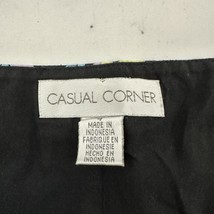 CASUAL CORNER
MADE IN
INDONESIA
FABRIQUE EN
INDONESIE
HECHO EN
INDONESIA